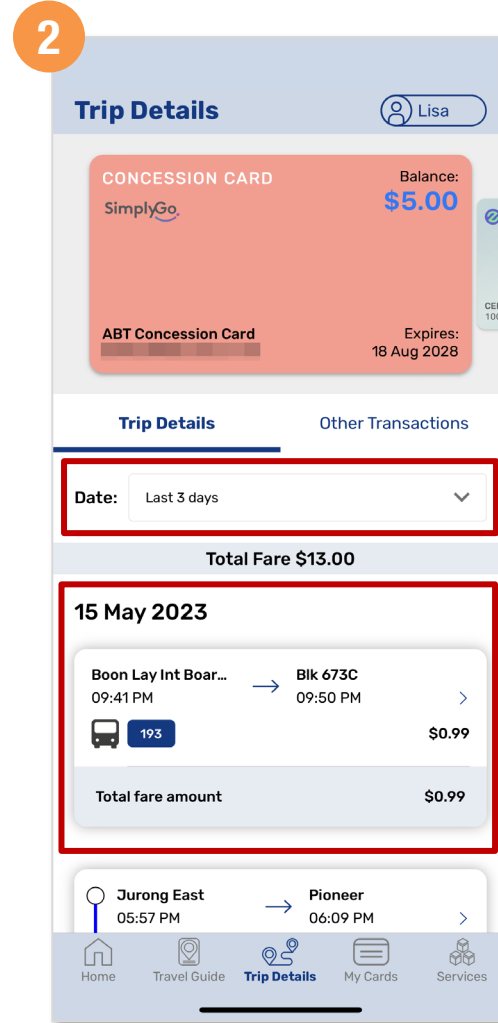 2
Trip Details
Lisa
CONCESSION CARD
Balance:
SimplyGo.
$5.00
ABT Concession Card
Expires:
18 Aug 2028
CE
100
Trip Details
Other Transactions
Date:
Last 3 days
Total Fare $13.00
15 May 2023
Boon Lay Int Boar...
Blk 673C
09:41 PM
09:50 PM
193
$0.99
Total fare amount
$0.99
Jurong East
Pioneer
05:57 PM
06:09 PM
Home
Travel Guide
Trip Details
My Cards
Services